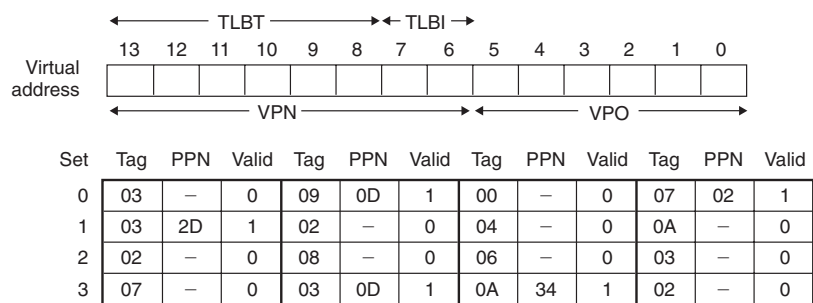 TLBT TLBI
13 12 11 10 9 8 7 6 5 4 3 2 1 0
Virtual
address
VPN VPO
Set Tag PPN Valid Tag PPN Valid Tag PPN Valid Tag PPN Valid
0 03 – 0 09 0D 1 00 – 0 07 02 1
1 03 2D 1 02 – 0 04 – 0 0A – 0
2 02 – 0 08 – 0 06 – 0 03 – 0
3 07 – 0 03 0D 1 0A 34 1 02 – 0